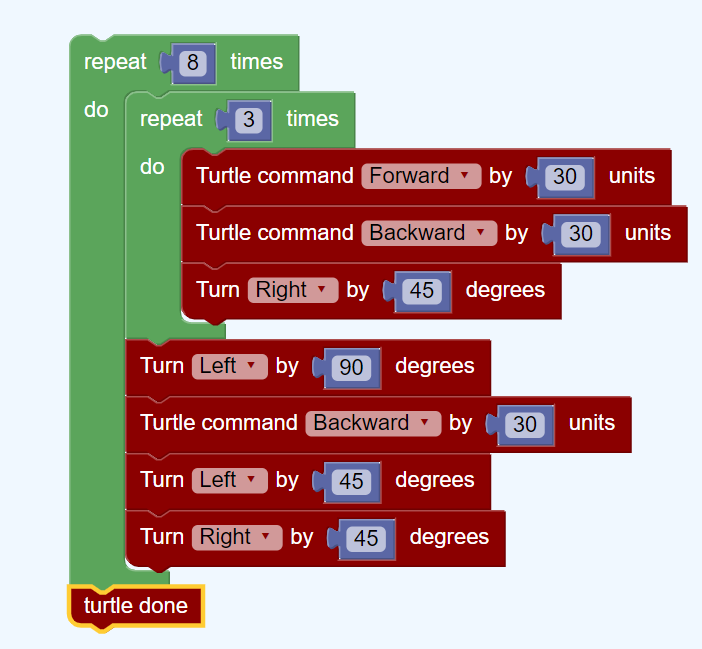 repeat 8 times
do
repeat 3 times
do
Turtle command Forward by 30 units
Turtle command Backward by 30 units
Turn Right by 45 degrees
Turn Left by 90 degrees
Turtle command Backward by 30 units
Turn Left by 45 degrees
Turn Right by 45 degrees
turtle done